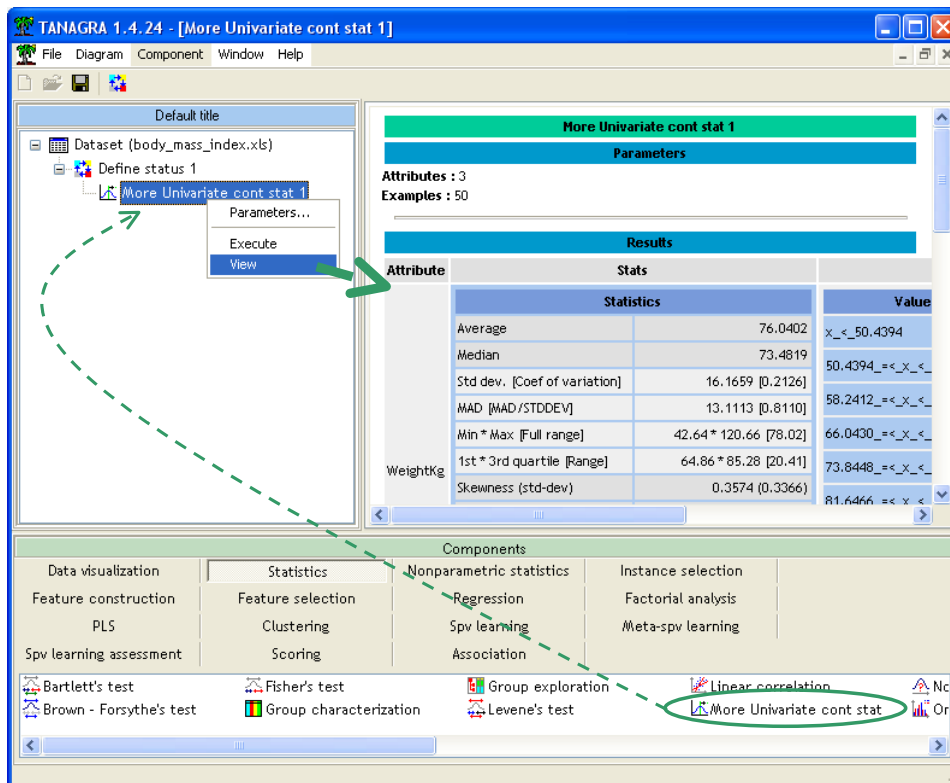 TANAGRA 1.4.24 - [More Univariate cont stat 1]
File Diagram Component Window Help
Default title
Dataset (body_mass_index.xls)
Define status 1
More Univariate cont stat 1
Parameters...
Execute
View
More Univariate cont stat 1
Parameters
Attributes : 3
Examples : 50
Results
Attribute Stats
Statistics Value
Average 76.0402 x_<_50.4394
Median 73.4819 50.4394_=<_x_<_
Std dev. [Coef of variation] 16.1659 [0.2126]
MAD [MAD/STDDEV] 13.1113 [0.8110] 58.2412_=<_x_<_
Min * Max [Full range] 42.64 * 120.66 [78.02] 66.0430_=<_x_<_
WeightKg 1st * 3rd quartile [Range] 64.86 * 85.28 [20.41] 73.8448_=<_x_<_
Skewness (std-dev) 0.3574 (0.3366) 81.6466_=<_x_<_
Components
Data visualization Statistics Nonparametric statistics Instance selection
Feature construction Feature selection Regression Factorial analysis
PLS Clustering Spv learning Meta-spv learning
Spv learning assessment Scoring Association
Bartlett's test Fisher's test Group exploration Linear correlation No
Brown - Forsythe's test Group characterization Levene's test More Univariate cont stat Or